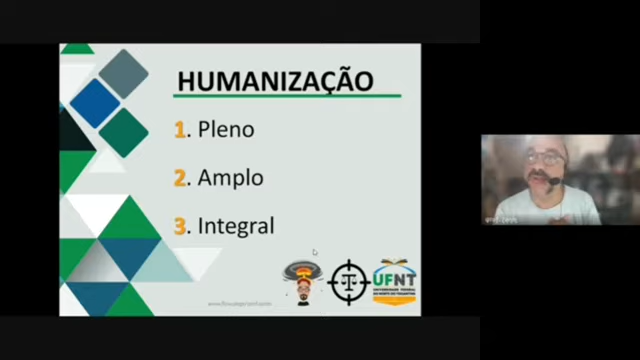 HUMANIZAÇÃO
1. Pleno
2. Amplo
3. Integral
UFNT